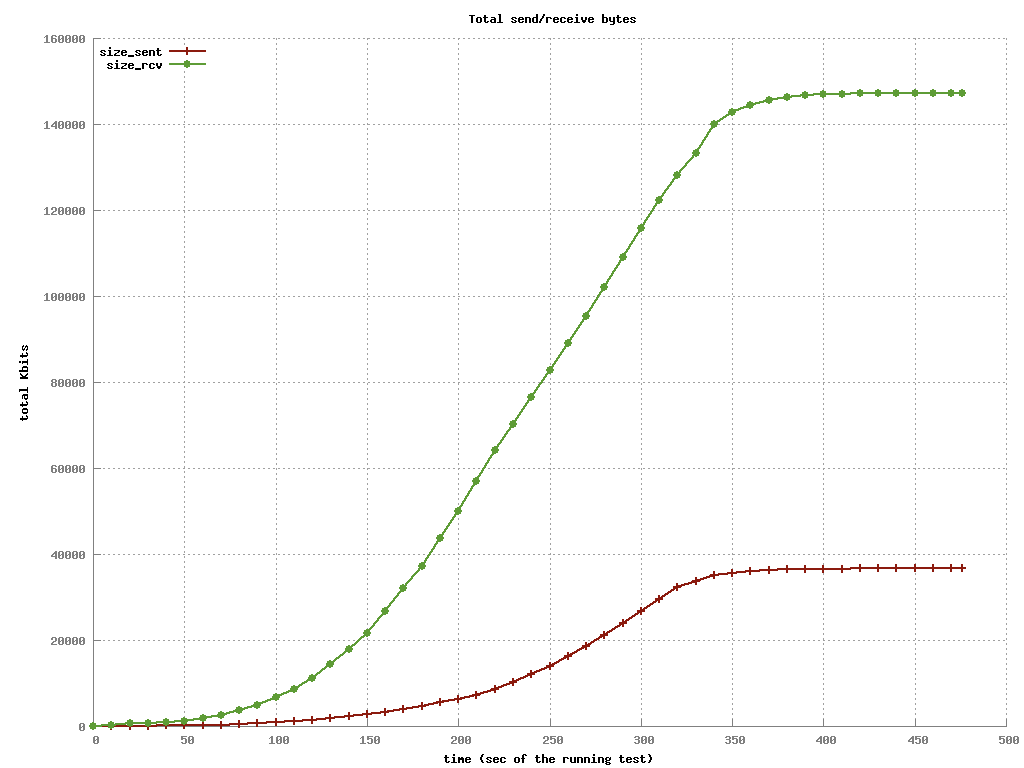 Total send/receive bytes
160000
size_sent
size_rcv
140000
120000
100000
total Kbits
80000
60000
40000
20000
0
0 50 100 150 200 250 300 350 400 450 500
time (sec of the running test)